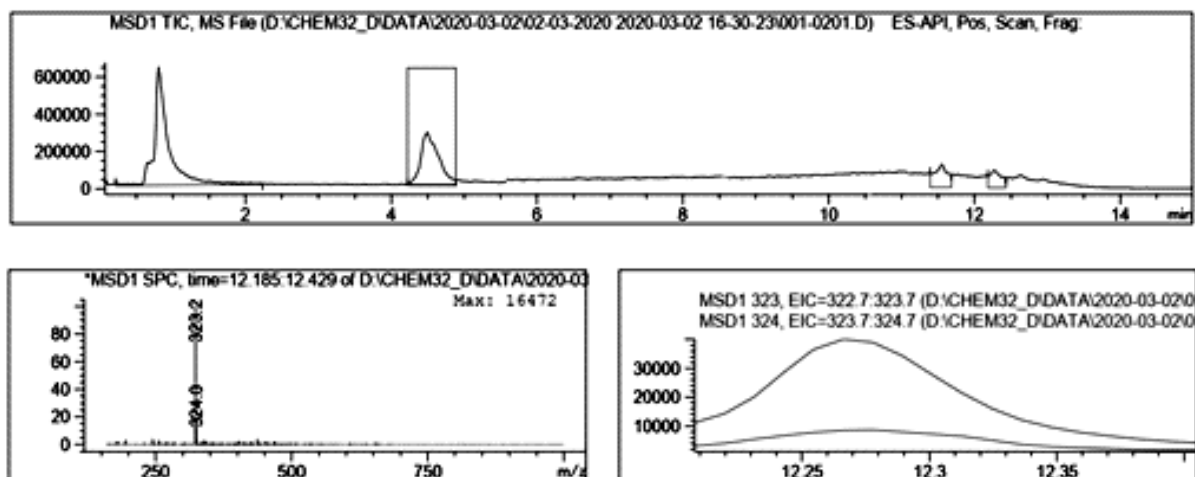 MSD1 TIC, MS File (D:\CHEM32_D\DATA\2020-03-02\02-03-2020 2020-03-02 16-30-23\001-0201.D) ES-API, Pos, Scan, Frag:
600000
400000
200000
0
2 4 6 8 10 12 14 min
*MSD1 SPC, time=12.185:12.429 of D:\CHEM32_D\DATA\2020-03
Max: 16472
323.2
324.0
80
60
40
20
0
250 500 750 m/z
MSD1 323, EIC=322.7:323.7 (D:\CHEM32_D\DATA\2020-03-02\0
MSD1 324, EIC=323.7:324.7 (D:\CHEM32_D\DATA\2020-03-02\0
30000
20000
10000
12.25 12.3 12.35